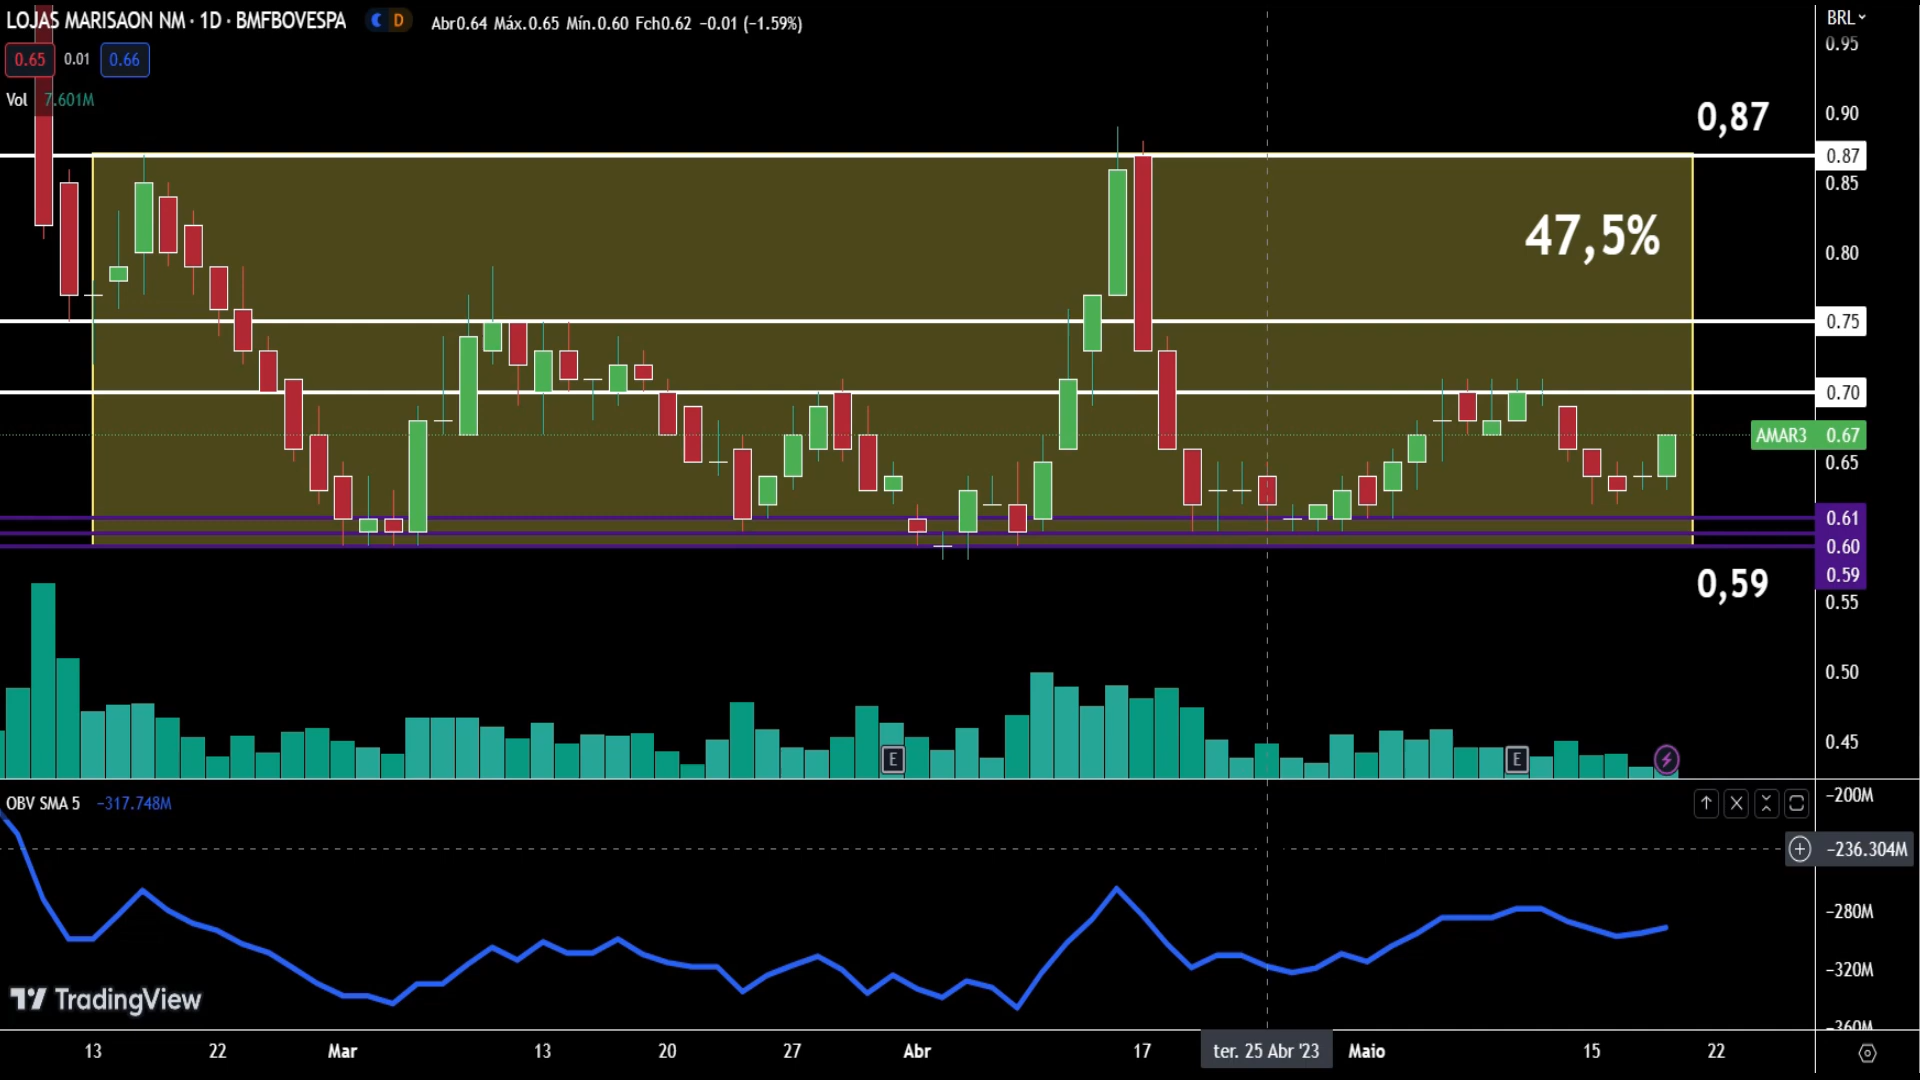 LOJAS MARISAON NM · 1D · BMFBOVESPA D Abr0.64 Máx.0.65 Mín.0.60 Fch0.62 −0.01 (−1.59%) BRL
0.65 0.01 0.66
Vol 7.601M
0.95
0.90
0,87
0.87
0.85
47,5%
0.80
0.75
0.70
AMAR3 0.67
0.65
0.61
0.60
0.59
0,59
0.55
0.50
0.45
E E
OBV SMA 5 −317.748M
−200M
−236.304M
−280M
−320M
−360M
TradingView
13 22 Mar 13 20 27 Abr 17 ter. 25 Abr '23 Maio 15 22